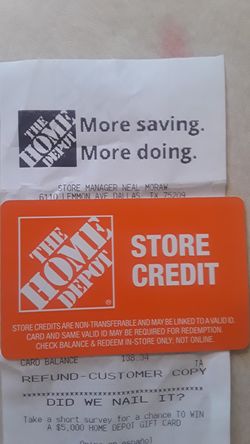 THE
HOME
DEPOT
More saving.
More doing.
STORE MANAGER NEAL MORAW
6110 LEMMON AVE DALLAS, TX 75209
THE
HOME
DEPOT
STORE
CREDIT
STORE CREDITS ARE NON-TRANSFERABLE AND MAY BE LINKED TO A VALID ID.
CARD AND SAME VALID ID MAY BE REQUIRED FOR REDEMPTION.
CHECK BALANCE & REDEEM IN-STORE ONLY; NOT ONLINE.
CARD BALANCE 138.34
TA
REFUND-CUSTOMER COPY
DID WE NAIL IT?
Take a short survey for a chance TO WIN
A $5,000 HOME DEPOT GIFT CARD